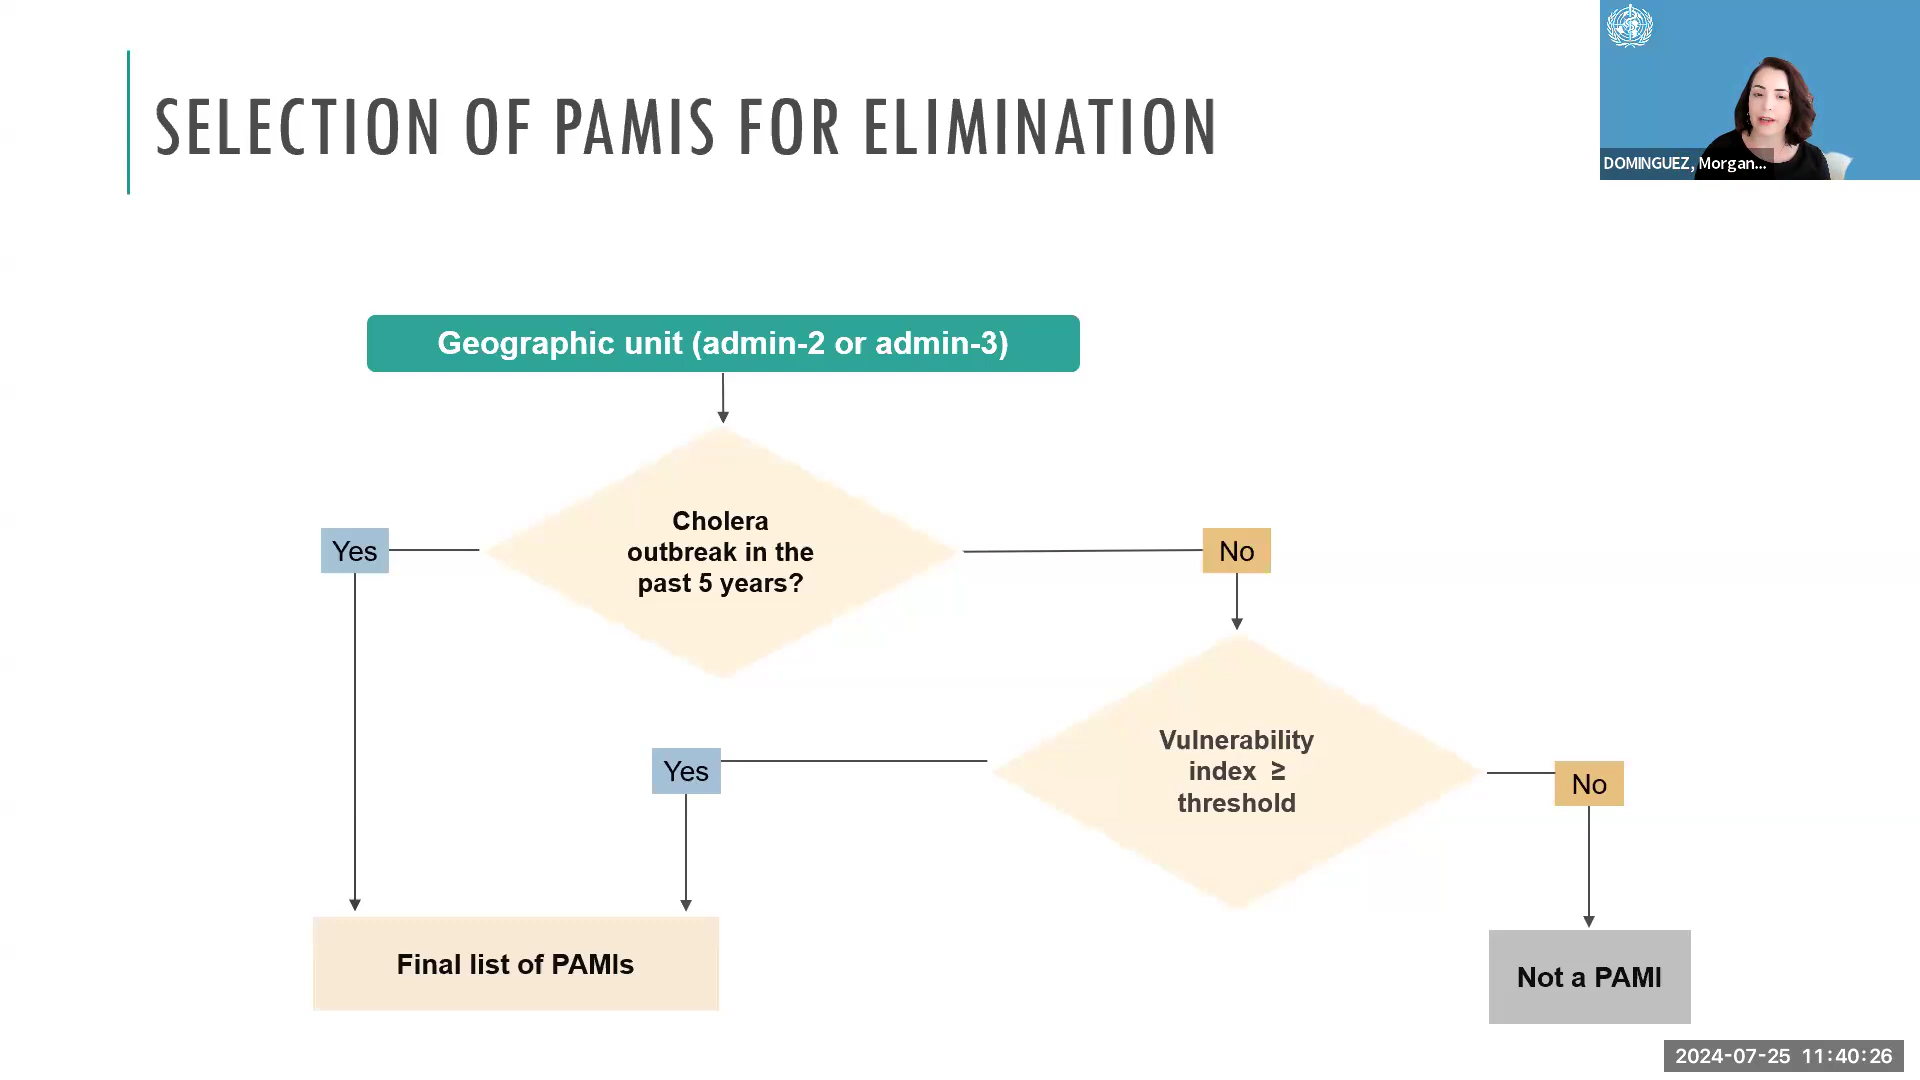 SELECTION OF PAMIS FOR ELIMINATION
DOMINGUEZ, Morgan...
Geographic unit (admin-2 or admin-3)
Cholera
outbreak in the
past 5 years?
Yes
No
Vulnerability
index ≥
threshold
Yes
No
Final list of PAMIs
Not a PAMI
2024-07-25 11:40:26